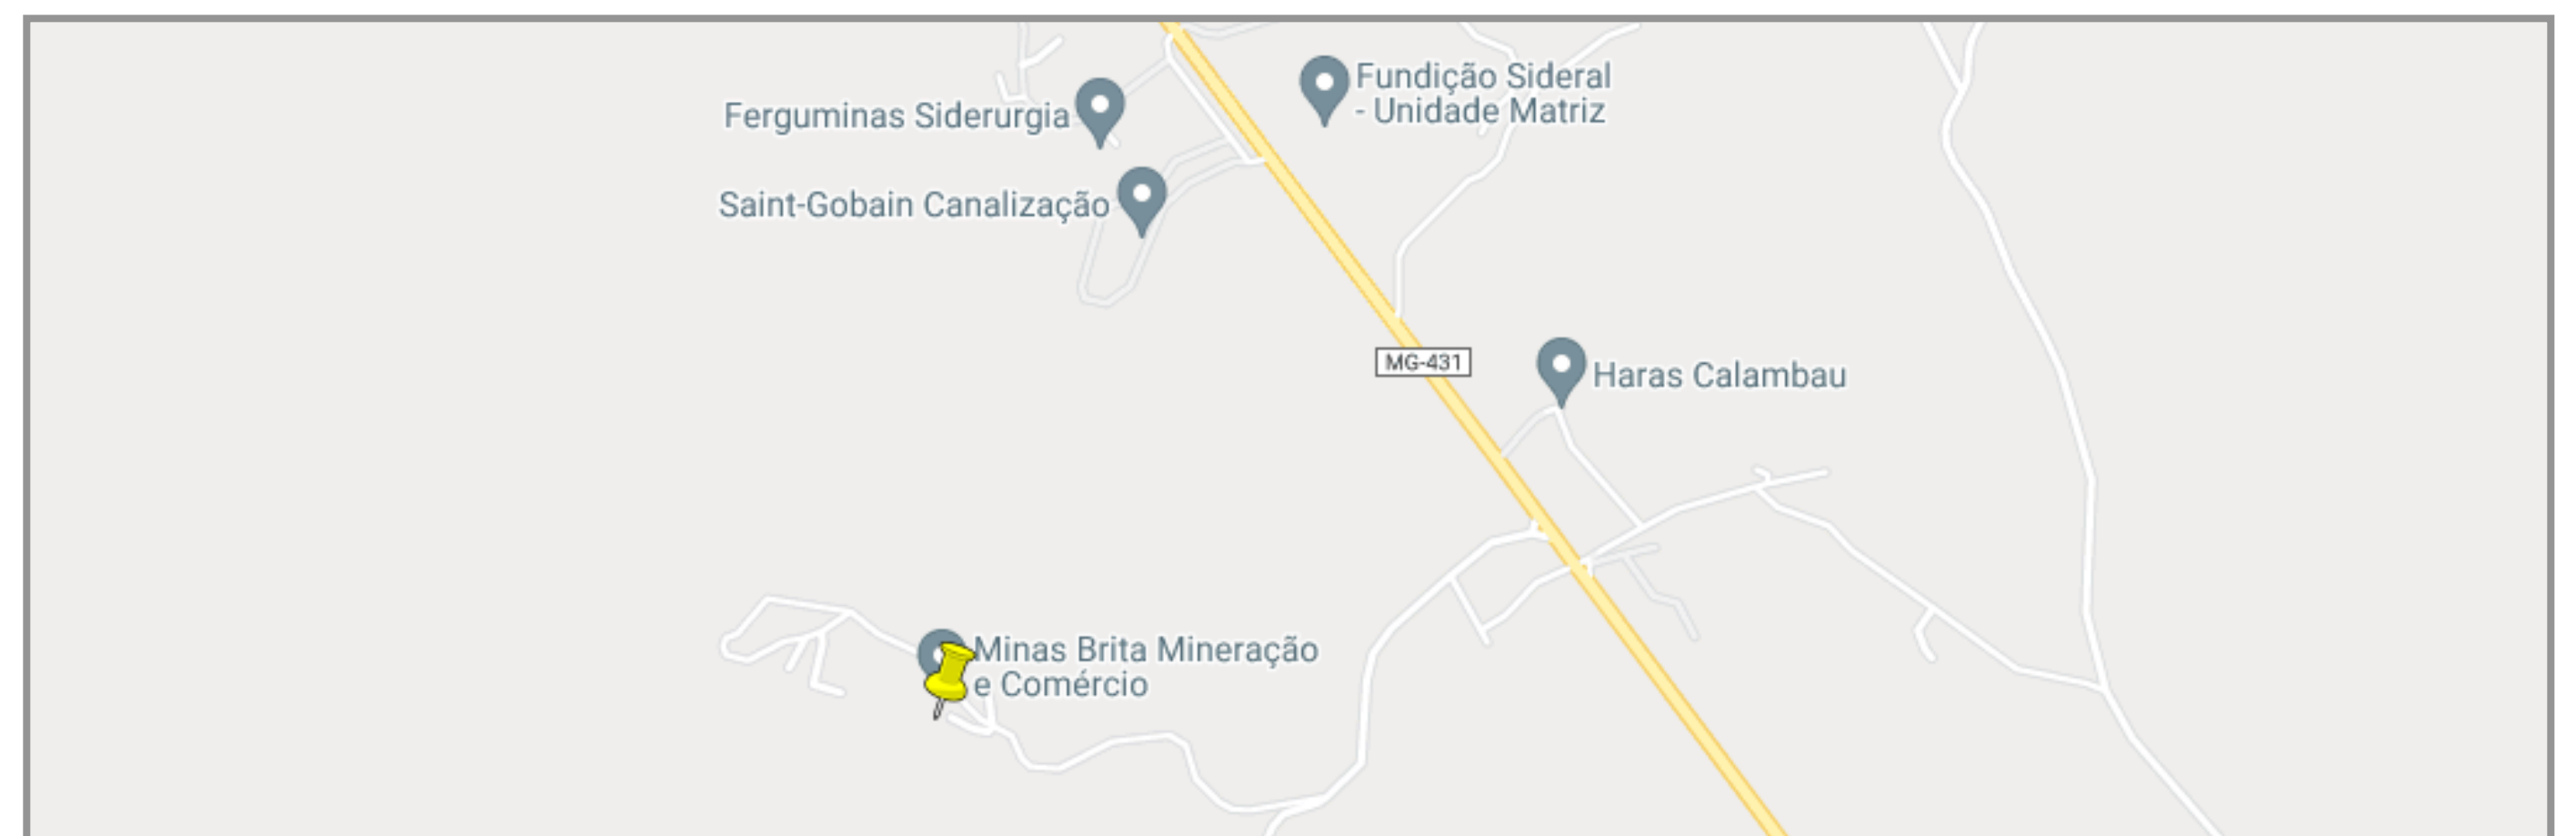 Fundição Sideral
- Unidade Matriz
Ferguminas Siderurgia
Saint-Gobain Canalização
MG-431
Haras Calambau
Minas Brita Mineração
e Comércio